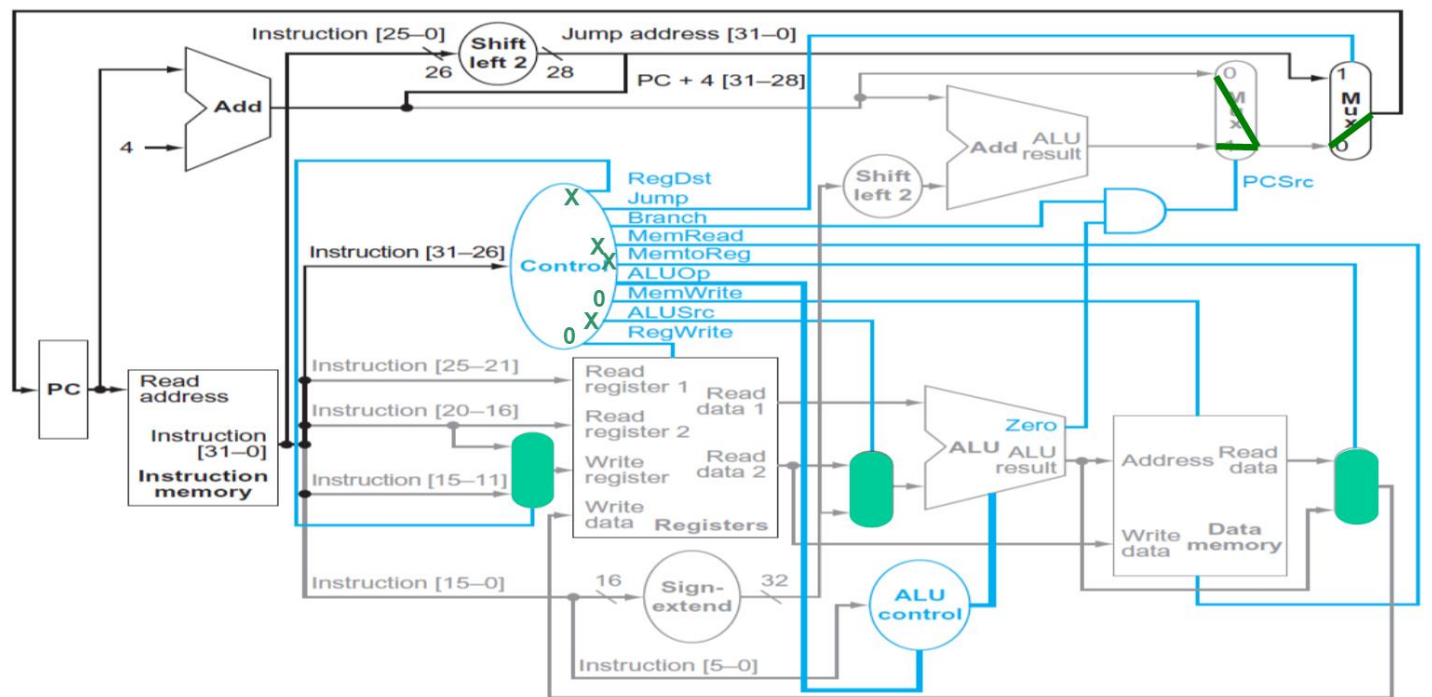 Instruction [25–0]
Shift
left 2
Jump address [31–0]
26
28
PC + 4 [31–28]
Add
4
0
M
u
x
1
1
M
u
x
0
Add
ALU
result
Shift
left 2
PCSrc
RegDst
Jump
Branch
MemRead
MemtoReg
ALUOp
MemWrite
ALUSrc
RegWrite
X
X
X
0
X
0
Control
Instruction [31–26]
PC
Read
address
Instruction
[31–0]
Instruction
memory
Instruction [25–21]
Instruction [20–16]
Instruction [15–11]
Read
register 1
Read
register 2
Write
register
Write
data
Read
data 1
Read
data 2
Registers
Zero
ALU
ALU
result
Address
Read
data
Write
data
Data
memory
Instruction [15–0]
16
Sign-
extend
32
ALU
control
Instruction [5–0]